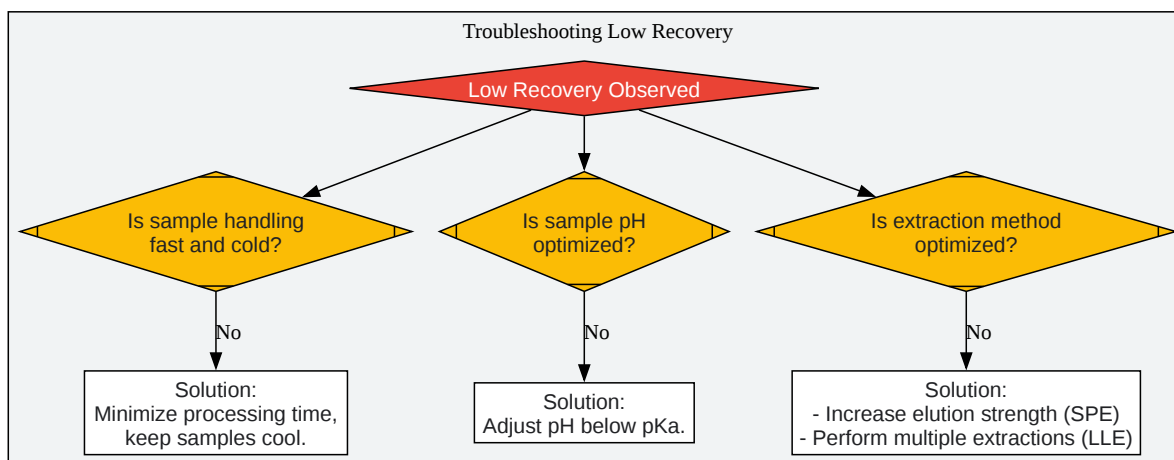 Troubleshooting Low Recovery
Low Recovery Observed
Is sample handling
fast and cold?
Is sample pH
optimized?
Is extraction method
optimized?
No
No
No
Solution:
Minimize processing time,
keep samples cool.
Solution:
Adjust pH below pKa.
Solution:
- Increase elution strength (SPE)
- Perform multiple extractions (LLE)